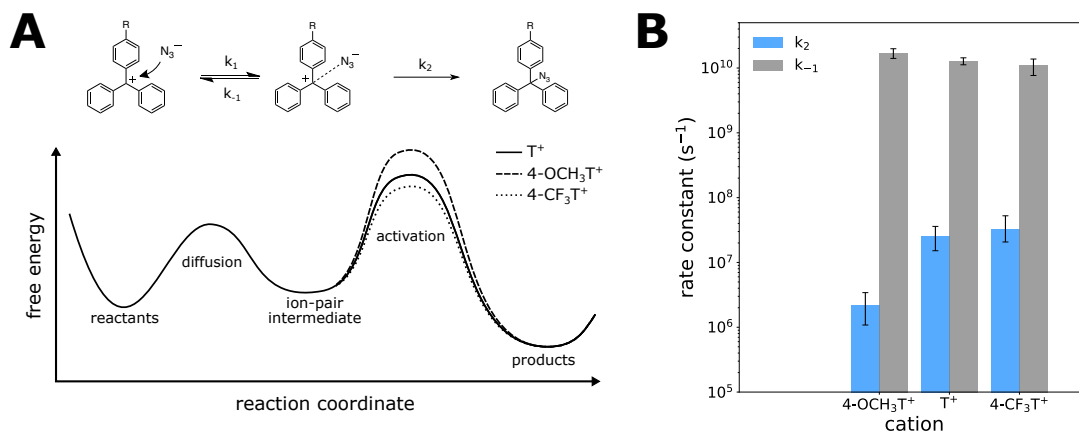 A
R
N₃⁻
+
k₁
k₋₁
R
N₃⁻
+
k₂
R
N₃
free energy
reactants
diffusion
ion-pair
intermediate
activation
products
T⁺
4-OCH₃T⁺
4-CF₃T⁺
reaction coordinate
B
k₂
k₋₁
rate constant (s⁻¹)
10¹⁰
10⁹
10⁸
10⁷
10⁶
10⁵
4-OCH₃T⁺ T⁺ 4-CF₃T⁺
cation